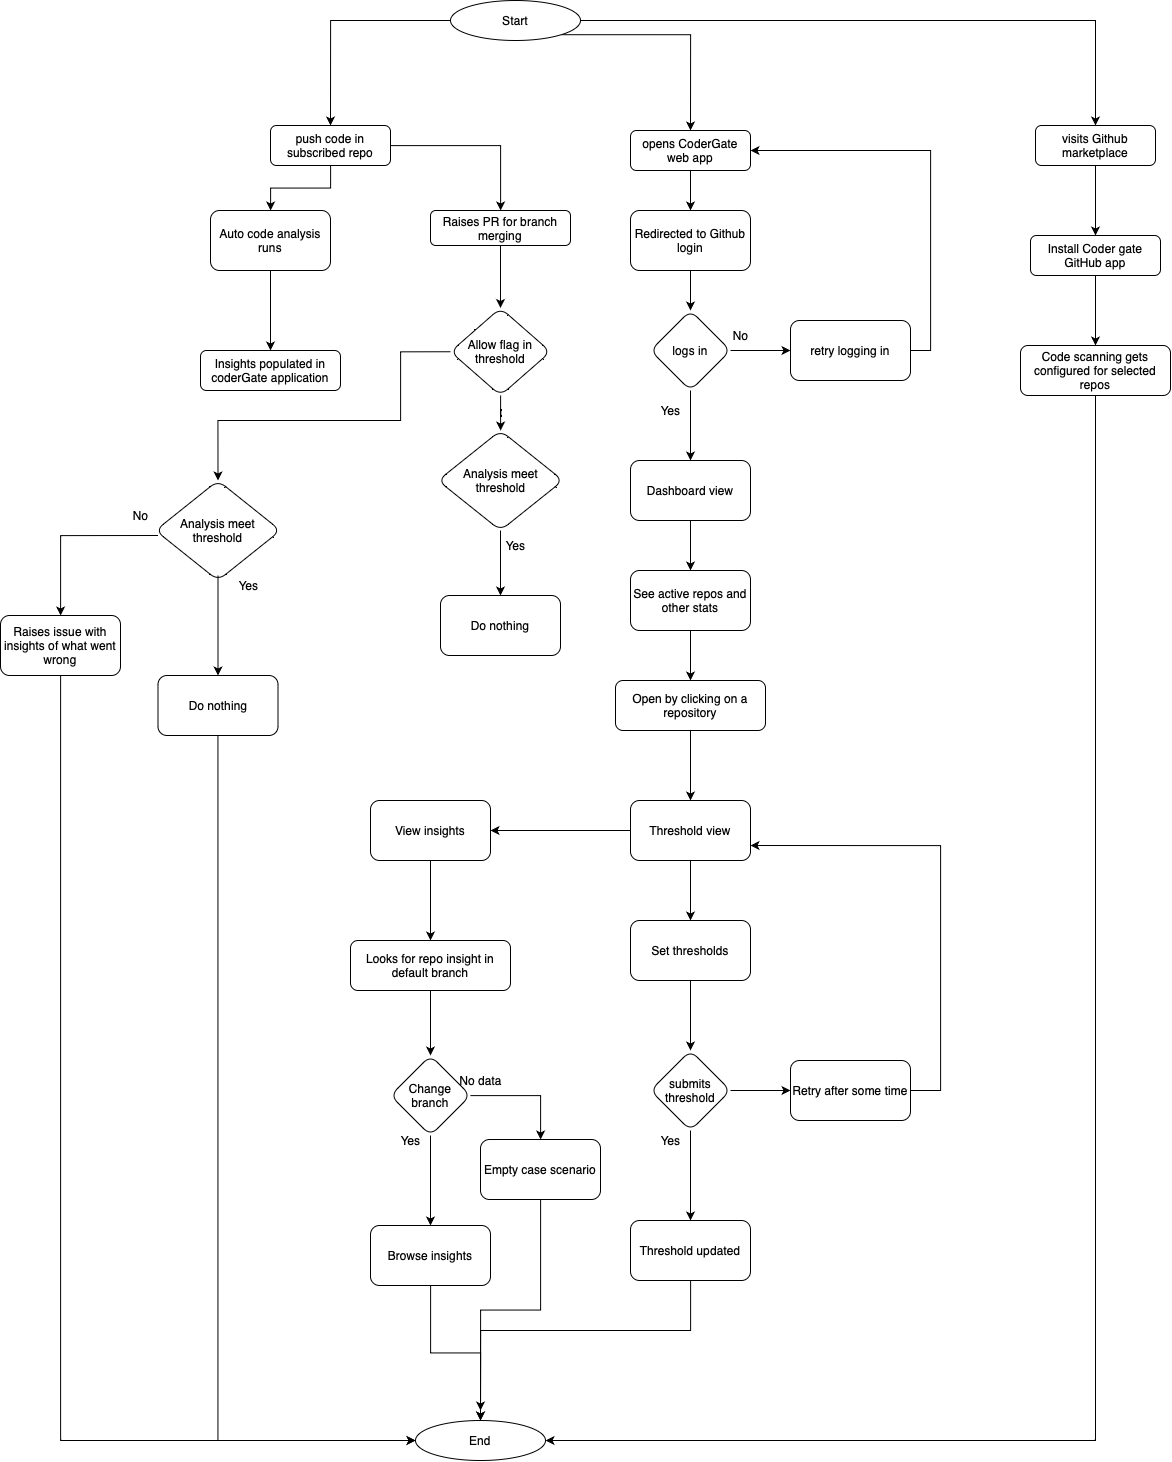 Start
push code in
subscribed repo
opens CoderGate
web app
visits Github
marketplace
Auto code analysis
runs
Raises PR for branch
merging
Redirected to Github
login
Install Coder gate
GitHub app
Insights populated in
coderGate application
Allow flag in
threshold
logs in
No
retry logging in
Yes
Code scanning gets
configured for selected
repos
Analysis meet
threshold
Yes
Do nothing
No
Analysis meet
threshold
Yes
Raises issue with
insights of what went
wrong
Do nothing
Dashboard view
See active repos and
other stats
Open by clicking on a
repository
View insights
Threshold view
Looks for repo insight in
default branch
Set thresholds
Change
branch
No data
Yes
Empty case scenario
Browse insights
submits
threshold
Retry after some time
Yes
Threshold updated
End